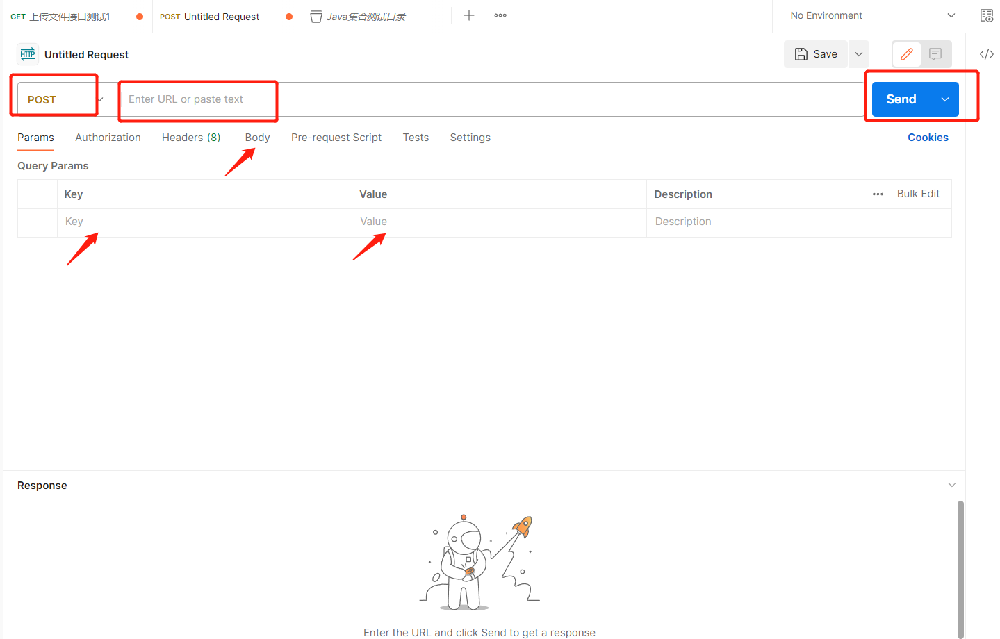 GET 上传文件接口测试1
POST Untitled Request
Java集合测试目录
No Environment
HTTP
Untitled Request
Save
POST
Enter URL or paste text
Send
Params
Authorization
Headers (8)
Body
Pre-request Script
Tests
Settings
Cookies
Query Params
Key
Value
Description
Bulk Edit
Key
Value
Description
Response
Enter the URL and click Send to get a response